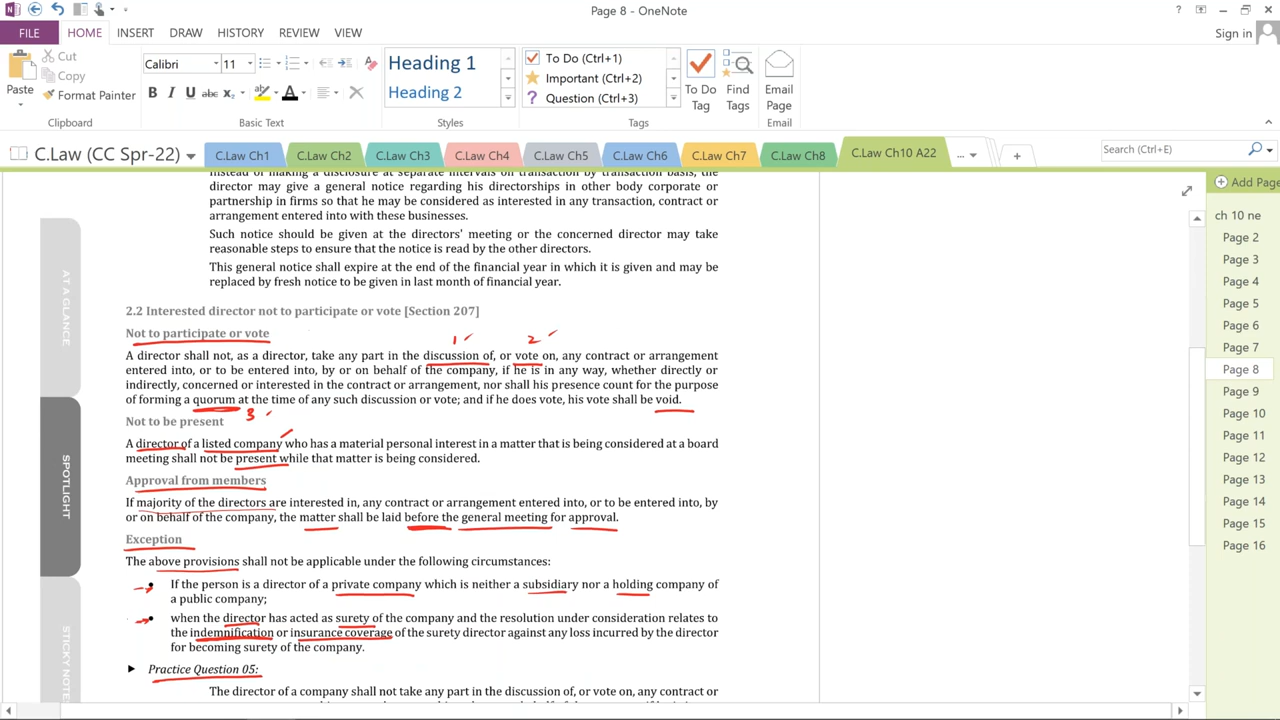 Page 8 - OneNote
?
FILE HOME INSERT DRAW HISTORY REVIEW VIEW
Sign in
Paste
Cut
Copy
Format Painter
Clipboard
Calibri 11
B I U abc x₂ A
Basic Text
Heading 1
Heading 2
Styles
To Do (Ctrl+1)
Important (Ctrl+2)
? Question (Ctrl+3)
To Do Tag
Find Tags
Tags
Email Page
Email
C.Law (CC Spr-22)
C.Law Ch1 C.Law Ch2 C.Law Ch3 C.Law Ch4 C.Law Ch5 C.Law Ch6 C.Law Ch7 C.Law Ch8 C.Law Ch10 A22 ... +
Search (Ctrl+E)
Add Page
ch 10 ne
Page 2
Page 3
Page 4
Page 5
Page 6
Page 7
Page 8
Page 9
Page 10
Page 11
Page 12
Page 13
Page 14
Page 15
Page 16
AT A GLANCE
SPOTLIGHT
STICKY NOTES
instead of making a disclosure at separate intervals on transaction by transaction basis, the
director may give a general notice regarding his directorships in other body corporate or
partnership in firms so that he may be considered as interested in any transaction, contract or
arrangement entered into with these businesses.
Such notice should be given at the directors' meeting or the concerned director may take
reasonable steps to ensure that the notice is read by the other directors.
This general notice shall expire at the end of the financial year in which it is given and may be
replaced by fresh notice to be given in last month of financial year.
2.2 Interested director not to participate or vote [Section 207]
Not to participate or vote
1 2
A director shall not, as a director, take any part in the discussion of, or vote on, any contract or arrangement
entered into, or to be entered into, by or on behalf of the company, if he is in any way, whether directly or
indirectly, concerned or interested in the contract or arrangement, nor shall his presence count for the purpose
of forming a quorum at the time of any such discussion or vote; and if he does vote, his vote shall be void.
3
Not to be present
A director of a listed company who has a material personal interest in a matter that is being considered at a board
meeting shall not be present while that matter is being considered.
Approval from members
If majority of the directors are interested in, any contract or arrangement entered into, or to be entered into, by
or on behalf of the company, the matter shall be laid before the general meeting for approval.
Exception
The above provisions shall not be applicable under the following circumstances:
• If the person is a director of a private company which is neither a subsidiary nor a holding company of
a public company;
• when the director has acted as surety of the company and the resolution under consideration relates to
the indemnification or insurance coverage of the surety director against any loss incurred by the director
for becoming surety of the company.
Practice Question 05:
The director of a company shall not take any part in the discussion of, or vote on, any contract or